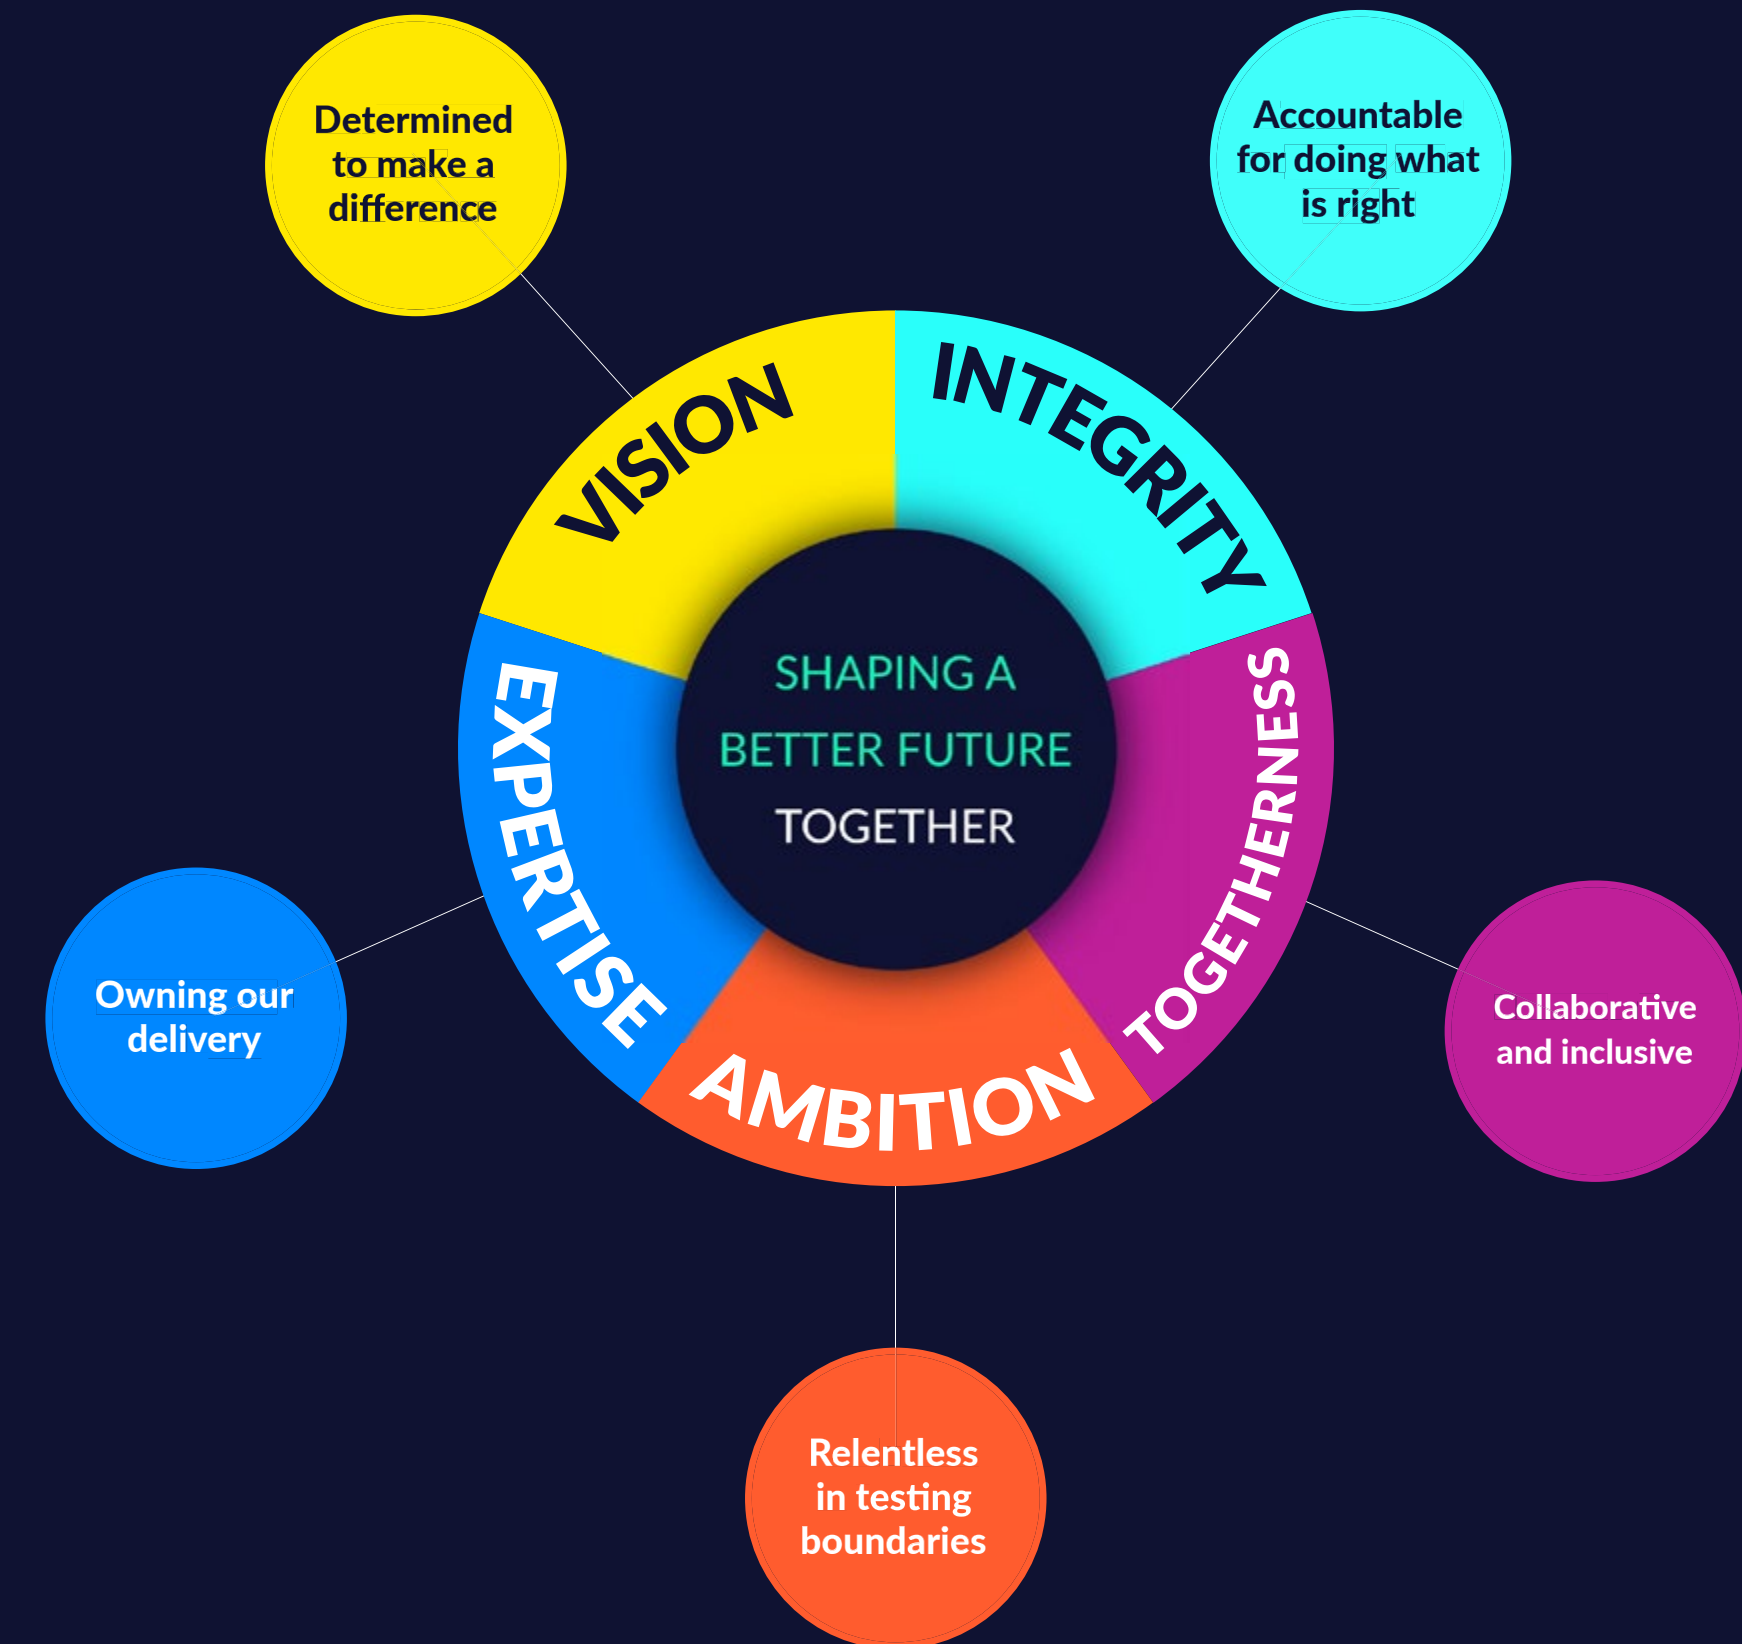 Determined
to make a
difference
Accountable
for doing what
is right
VISION
INTEGRITY
SHAPING A
BETTER FUTURE
TOGETHER
EXPERTISE
TOGETHERNESS
AMBITION
Owning our
delivery
Collaborative
and inclusive
Relentless
in testing
boundaries